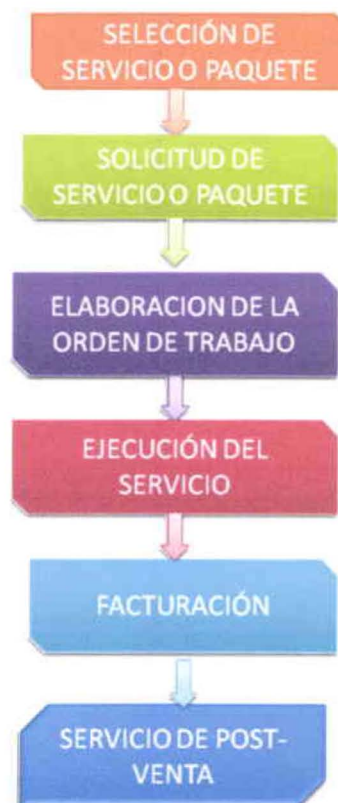 SELECCIÓN DE
SERVICIO O PAQUETE
SOLICITUD DE
SERVICIO O PAQUETE
ELABORACION DE LA
ORDEN DE TRABAJO
EJECUCIÓN DEL
SERVICIO
FACTURACIÓN
SERVICIO DE POST-
VENTA